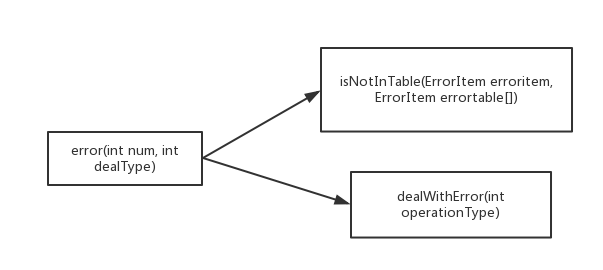 isNotInTable(ErrorItem erroritem,
ErrorItem errortable[])
error(int num, int
dealType)
dealWithError(int
operationType)